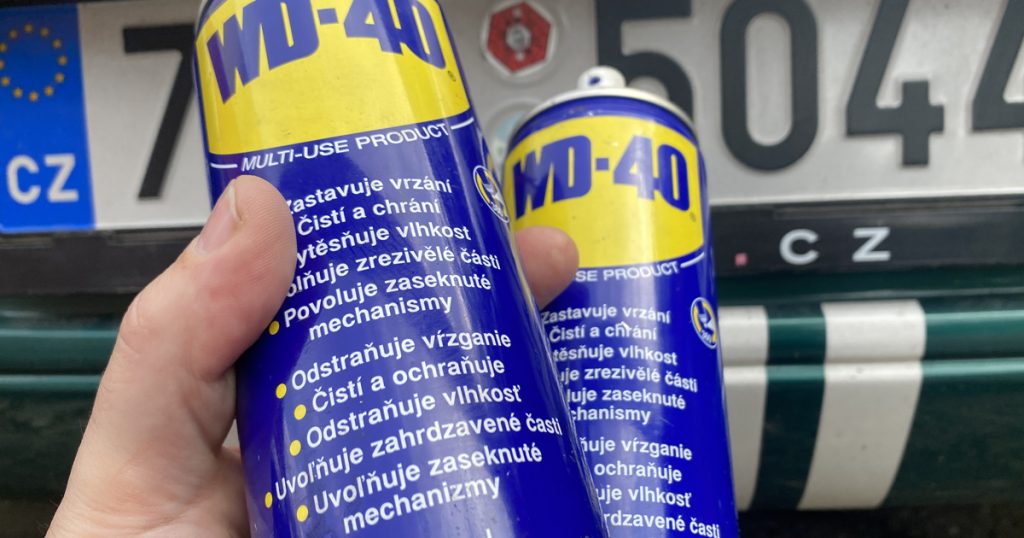 CZ
7
5044
CZ
WD-40
®
MULTI-USE PRODUCT
Zastavuje vrzání
Čistí a chrání
ytěsňuje vlhkost
olňuje zrezivělé části
Povoluje zaseknuté
mechanismy
Odstraňuje vŕzganie
Čistí a ochraňuje
Odstraňuje vlhkosť
Uvoľňuje zahrdzavené časti
Uvoľňuje zaseknuté
mechanizmy
WD-40
®
SE PRODUCT
Zastavuje vrzání
Čistí a chrání
těsňuje vlhkost
uje zrezivělé části
luje zaseknuté
chanismy
ňuje vŕzganie
ochraňuje
uje vlhkosť
rdzavené časti